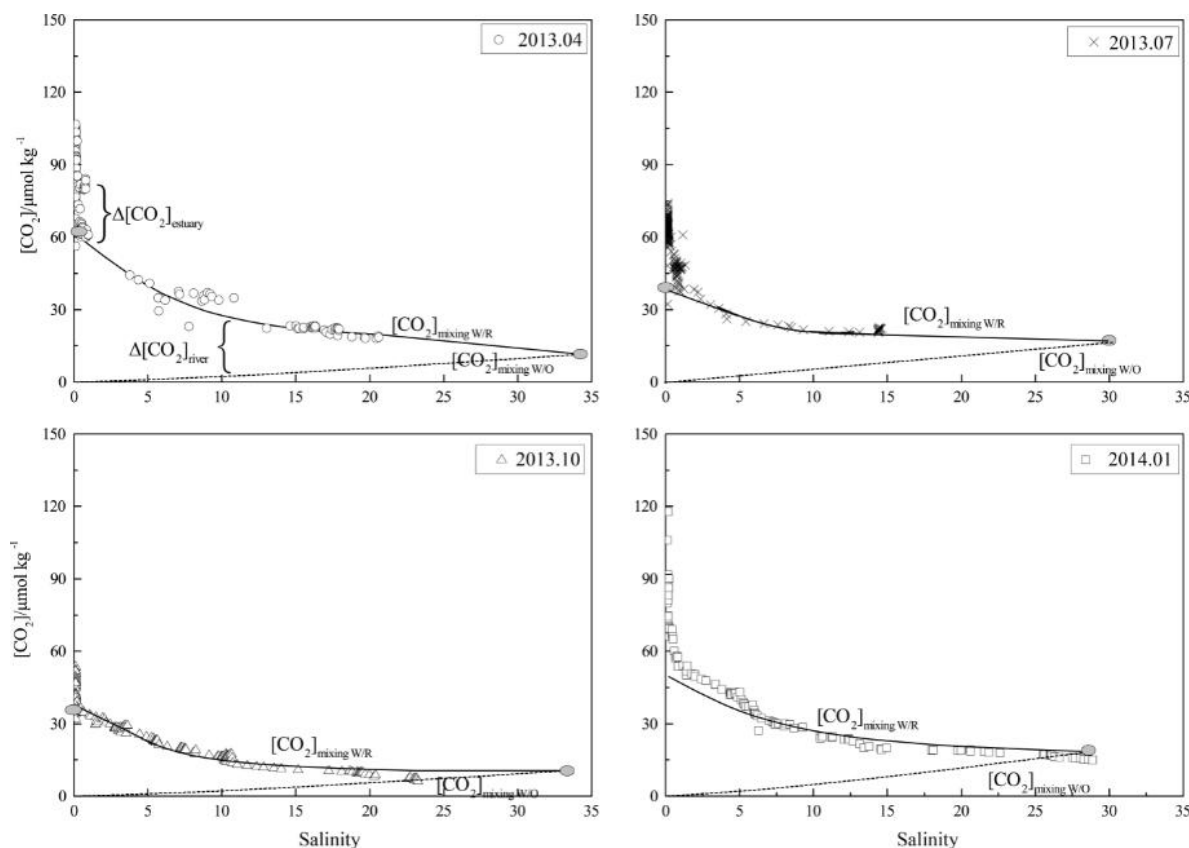 2013.04
150
120
90
60
30
0
[CO2]/μmol kg-1
Δ[CO2]estuary
Δ[CO2]river
[CO2]mixing W/R
[CO2]mixing W/O
0 5 10 15 20 25 30 35
2013.07
150
120
90
60
30
0
[CO2]mixing W/R
[CO2]mixing W/O
0 5 10 15 20 25 30 35
2013.10
150
120
90
60
30
0
[CO2]/μmol kg-1
[CO2]mixing W/R
[CO2]mixing W/O
0 5 10 15 20 25 30 35
Salinity
2014.01
150
120
90
60
30
0
[CO2]mixing W/R
[CO2]mixing W/O
0 5 10 15 20 25 30 35
Salinity